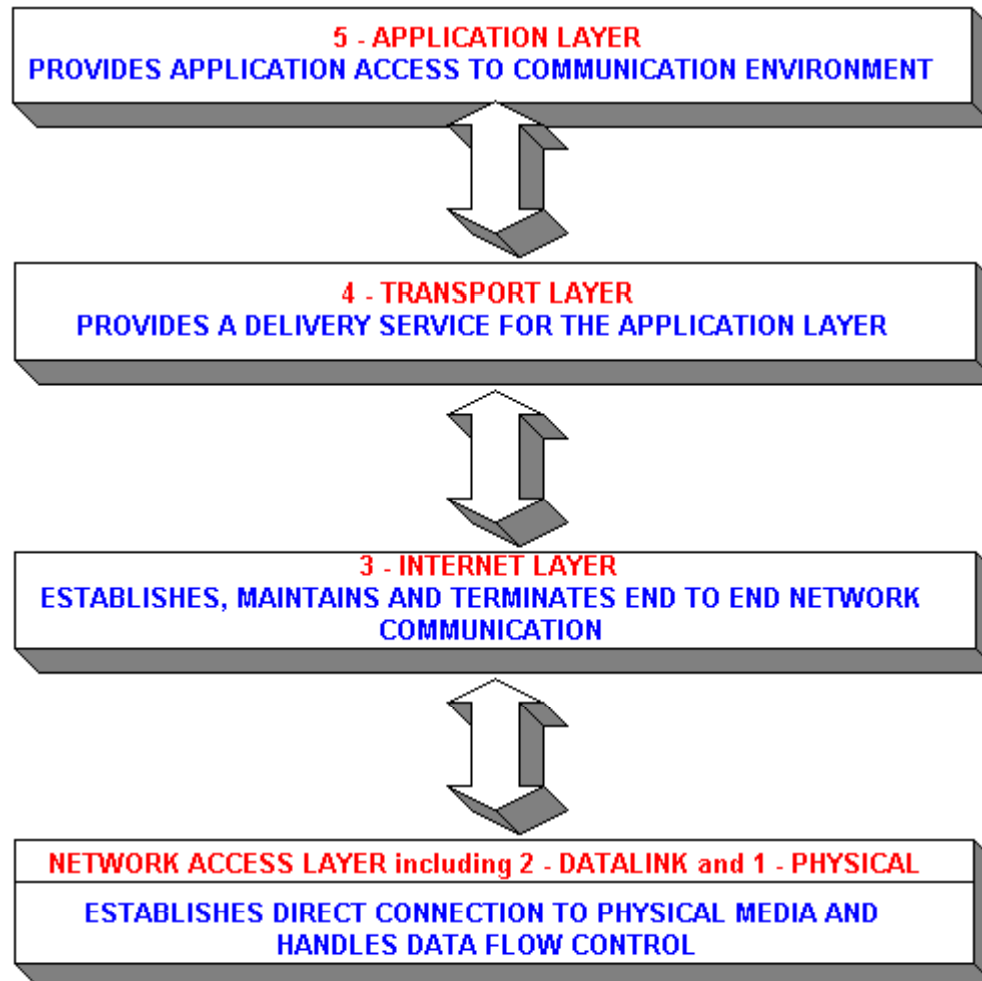 5 - APPLICATION LAYER
PROVIDES APPLICATION ACCESS TO COMMUNICATION ENVIRONMENT
4 - TRANSPORT LAYER
PROVIDES A DELIVERY SERVICE FOR THE APPLICATION LAYER
3 - INTERNET LAYER
ESTABLISHES, MAINTAINS AND TERMINATES END TO END NETWORK
COMMUNICATION
NETWORK ACCESS LAYER including 2 - DATALINK and 1 - PHYSICAL
ESTABLISHES DIRECT CONNECTION TO PHYSICAL MEDIA AND
HANDLES DATA FLOW CONTROL